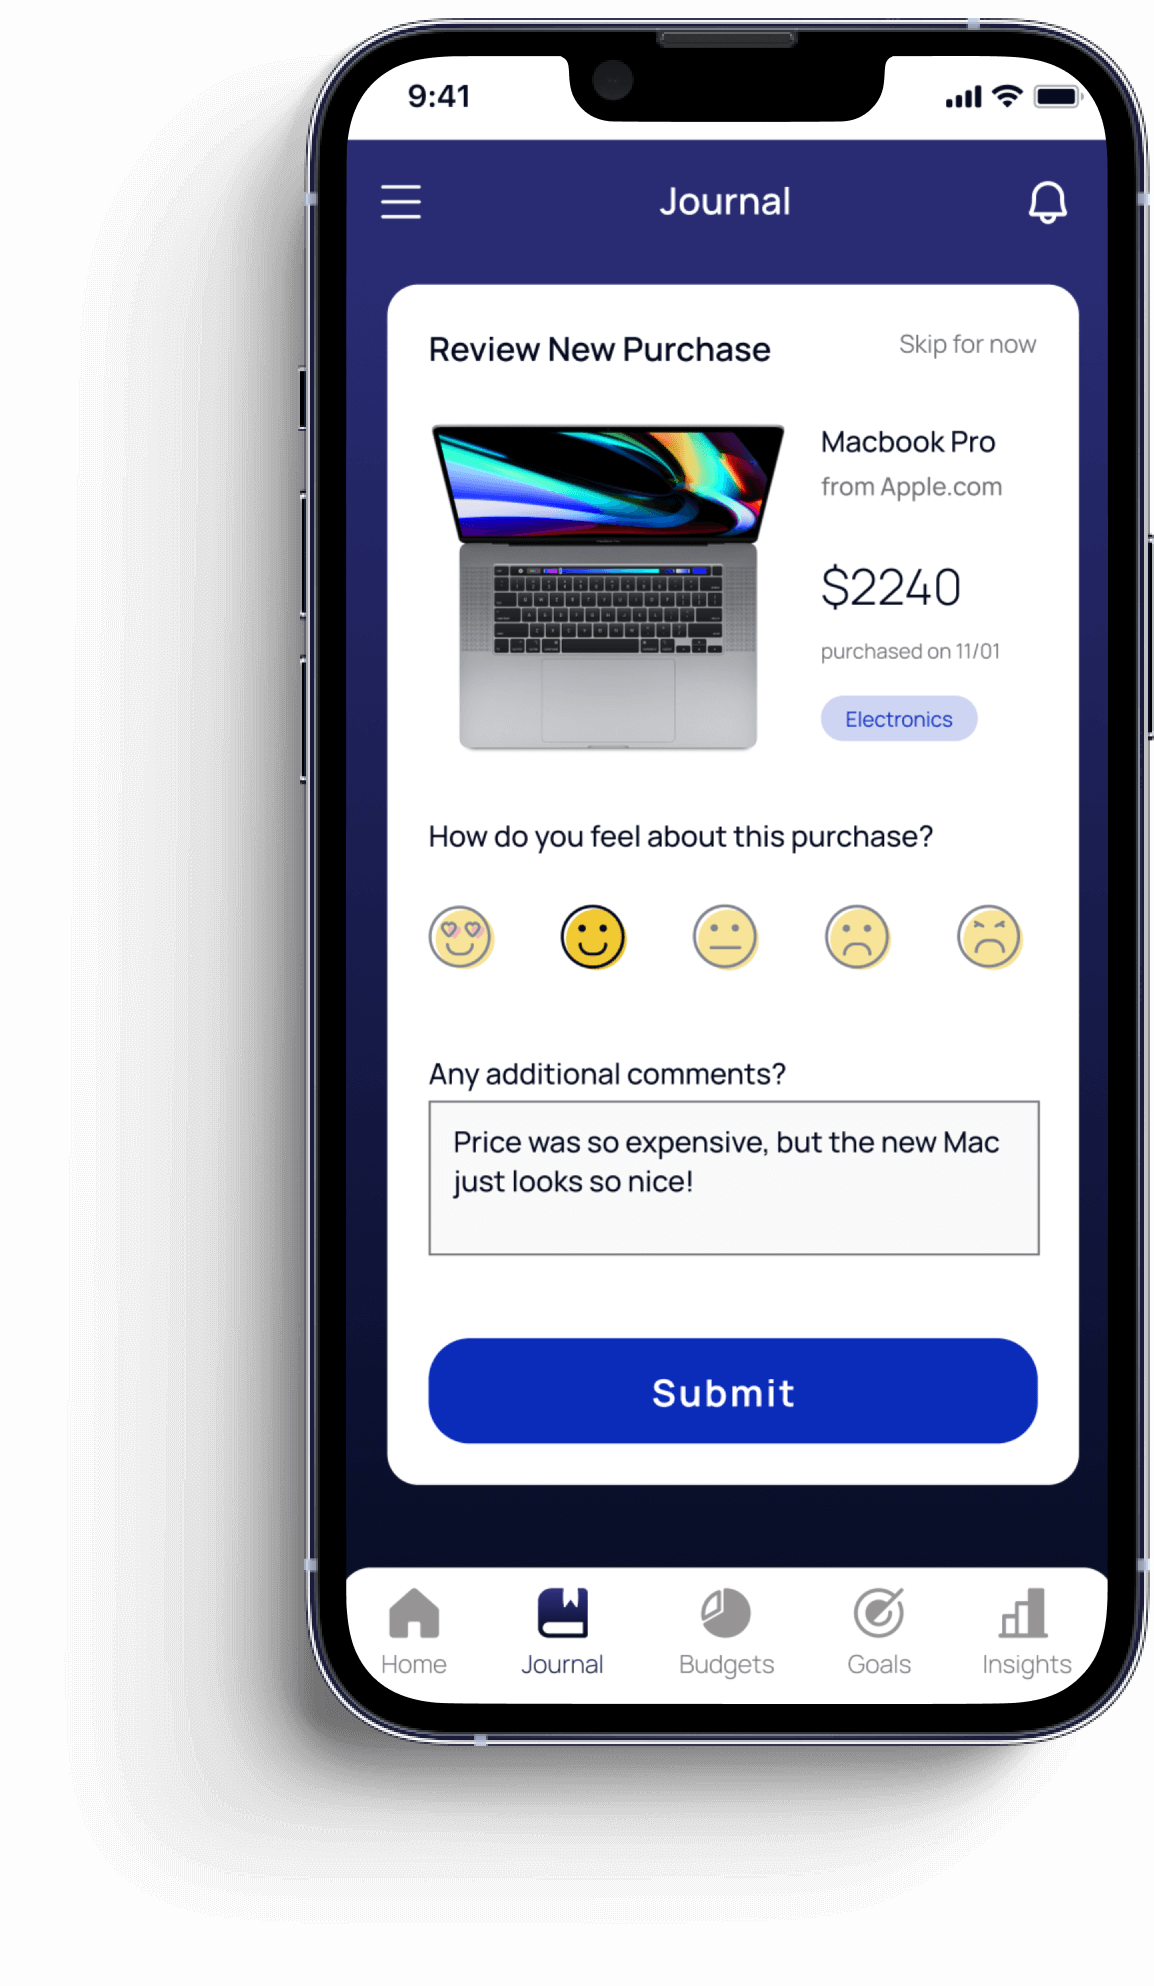 9:41
Journal
Review New Purchase
Skip for now
Macbook Pro
from Apple.com
$2240
purchased on 11/01
Electronics
How do you feel about this purchase?
Any additional comments?
Price was so expensive, but the new Mac
just looks so nice!
Submit
Home
Journal
Budgets
Goals
Insights